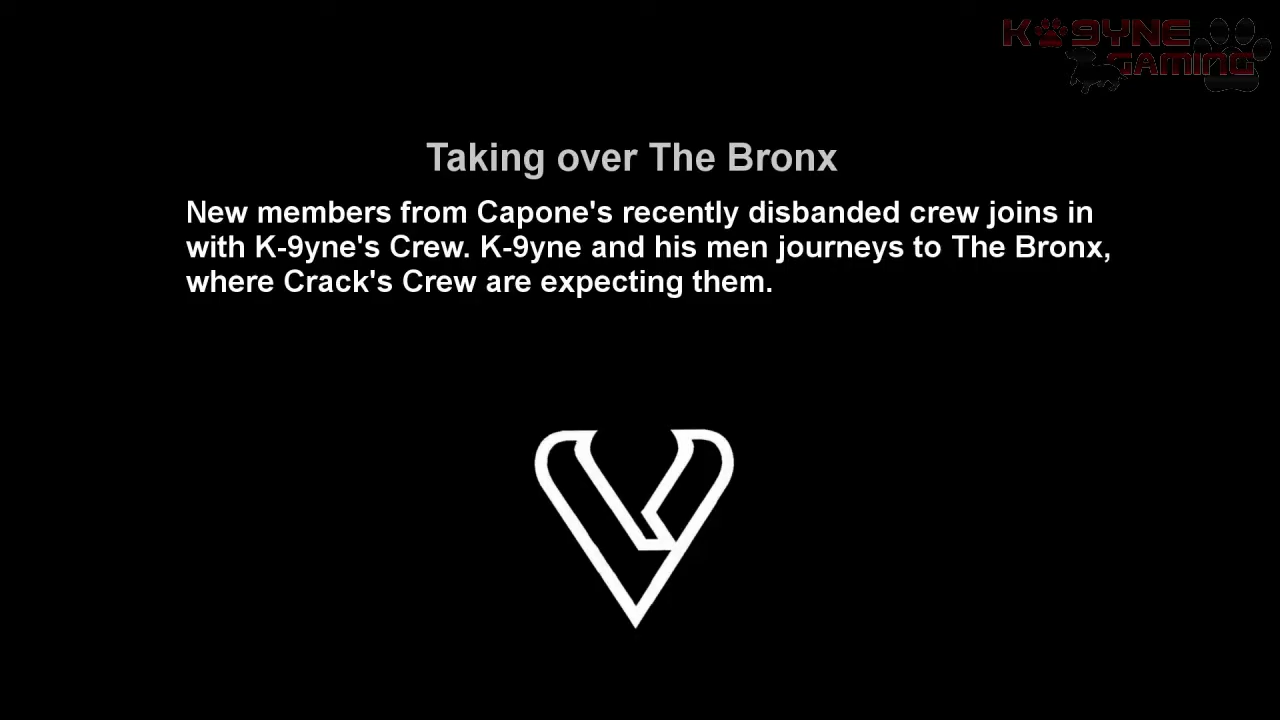 K 9YNE
GAMING
Taking over The Bronx
New members from Capone's recently disbanded crew joins in
with K-9yne's Crew. K-9yne and his men journeys to The Bronx,
where Crack's Crew are expecting them.